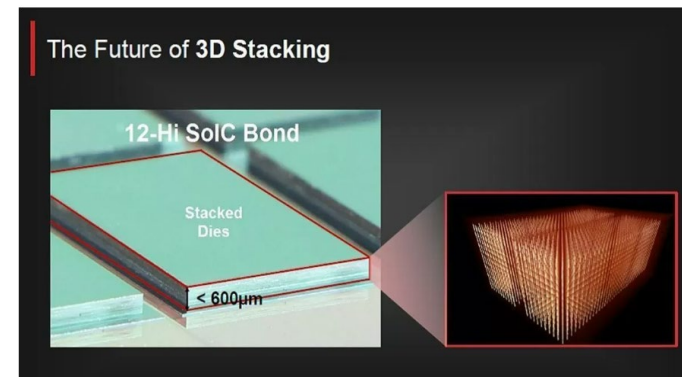 The Future of 3D Stacking
12-Hi SoIC Bond
Stacked
Dies
< 600µm